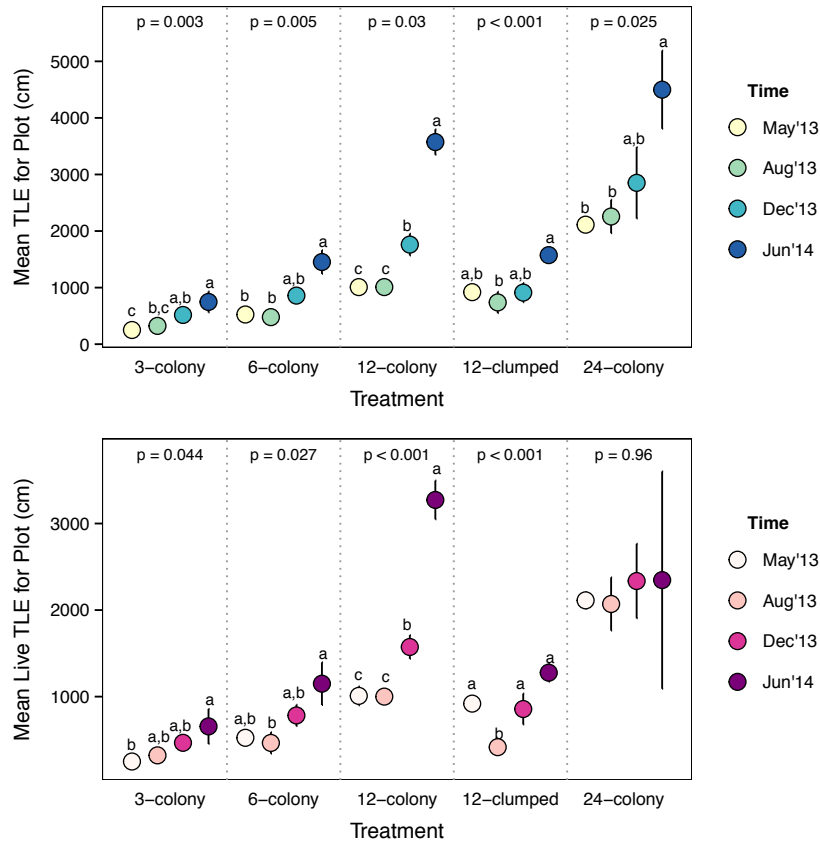 p = 0.003 p = 0.005 p = 0.03 p < 0.001 p = 0.025
Mean TLE for Plot (cm)
5000
4000
3000
2000
1000
0
c b,c a,b a
b b a,b a
c c b a
a,b b a,b a
b b a,b a
3−colony 6−colony 12−colony 12−clumped 24−colony
Treatment
Time
May'13
Aug'13
Dec'13
Jun'14
p = 0.044 p = 0.027 p < 0.001 p < 0.001 p = 0.96
Mean Live TLE for Plot (cm)
3000
2000
1000
b a,b a,b a
a,b b a,b a
c c b a
a b a a
3−colony 6−colony 12−colony 12−clumped 24−colony
Treatment
Time
May'13
Aug'13
Dec'13
Jun'14